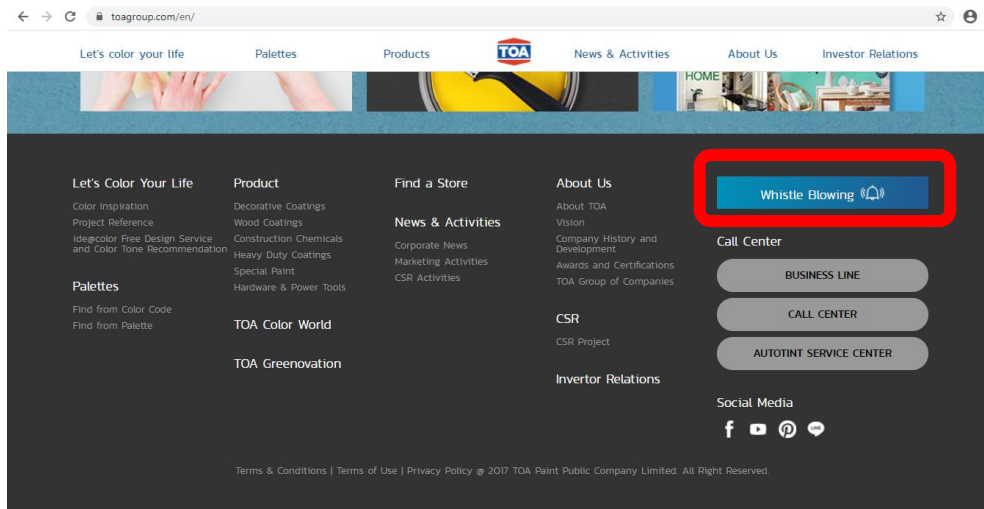 toagroup.com/en/
Let's color your life
Palettes
Products
TOA
News & Activities
About Us
Investor Relations
HOME
Let's Color Your Life
Color Inspiration
Project Reference
ide@color Free Design Service
and Color Tone Recommendation
Palettes
Find from Color Code
Find from Palette
Product
Decorative Coatings
Wood Coatings
Construction Chemicals
Heavy Duty Coatings
Special Paint
Hardware & Power Tools
TOA Color World
TOA Greenovation
Find a Store
News & Activities
Corporate News
Marketing Activities
CSR Activities
About Us
About TOA
Vision
Company History and
Development
Awards and Certifications
TOA Group of Companies
CSR
CSR Project
Invertor Relations
Whistle Blowing
Call Center
BUSINESS LINE
CALL CENTER
AUTOTINT SERVICE CENTER
Social Media
LINE
Terms & Conditions | Terms of Use | Privacy Policy @ 2017 TOA Paint Public Company Limited. All Right Reserved.